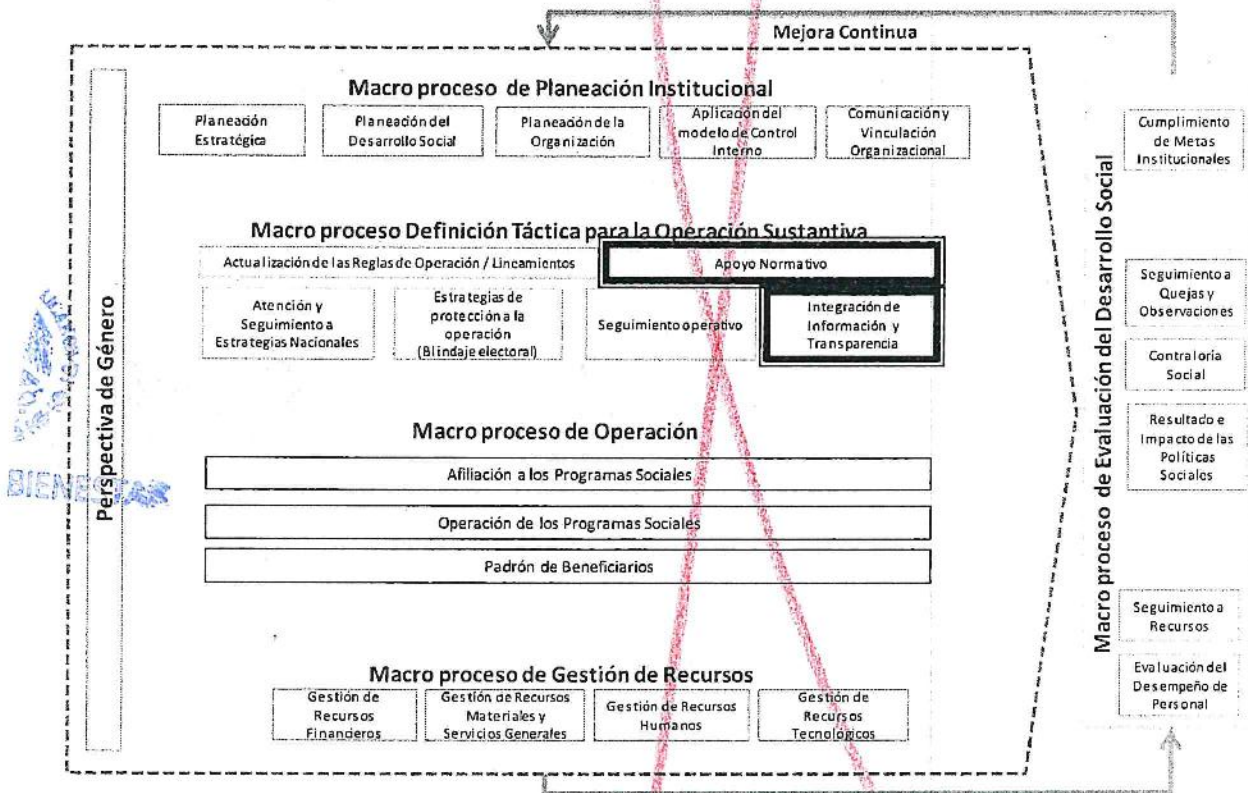 Mejora Continua
Macro proceso de Planeación Institucional
Planeación
Estratégica
Planeación del
Desarrollo Social
Planeación de la
Organización
Aplicación del
modelo de Control
Interno
Comunicación y
Vinculación
Organizacional
Macro proceso Definición Táctica para la Operación Sustantiva
Actualización de las Reglas de Operación / Lineamientos
Apoyo Normativo
Atención y
Seguimiento a
Estrategias Nacionales
Estrategias de
protección a la
operación
(Blindaje electoral)
Seguimiento operativo
Integración de
Información y
Transparencia
Perspectiva de Género
BIENESTAR
Macro proceso de Operación
Afiliación a los Programas Sociales
Operación de los Programas Sociales
Padrón de Beneficiarios
Macro proceso de Gestión de Recursos
Gestión de
Recursos
Financieros
Gestión de Recursos
Materiales y
Servicios Generales
Gestión de Recursos
Humanos
Gestión de
Recursos
Tecnológicos
Macro proceso de Evaluación del Desarrollo Social
Cumplimiento
de Metas
Institucionales
Seguimiento a
Quejas y
Observaciones
Contraloría
Social
Resultado e
Impacto de las
Políticas
Sociales
Seguimiento a
Recursos
Evaluación del
Desempeño de
Personal